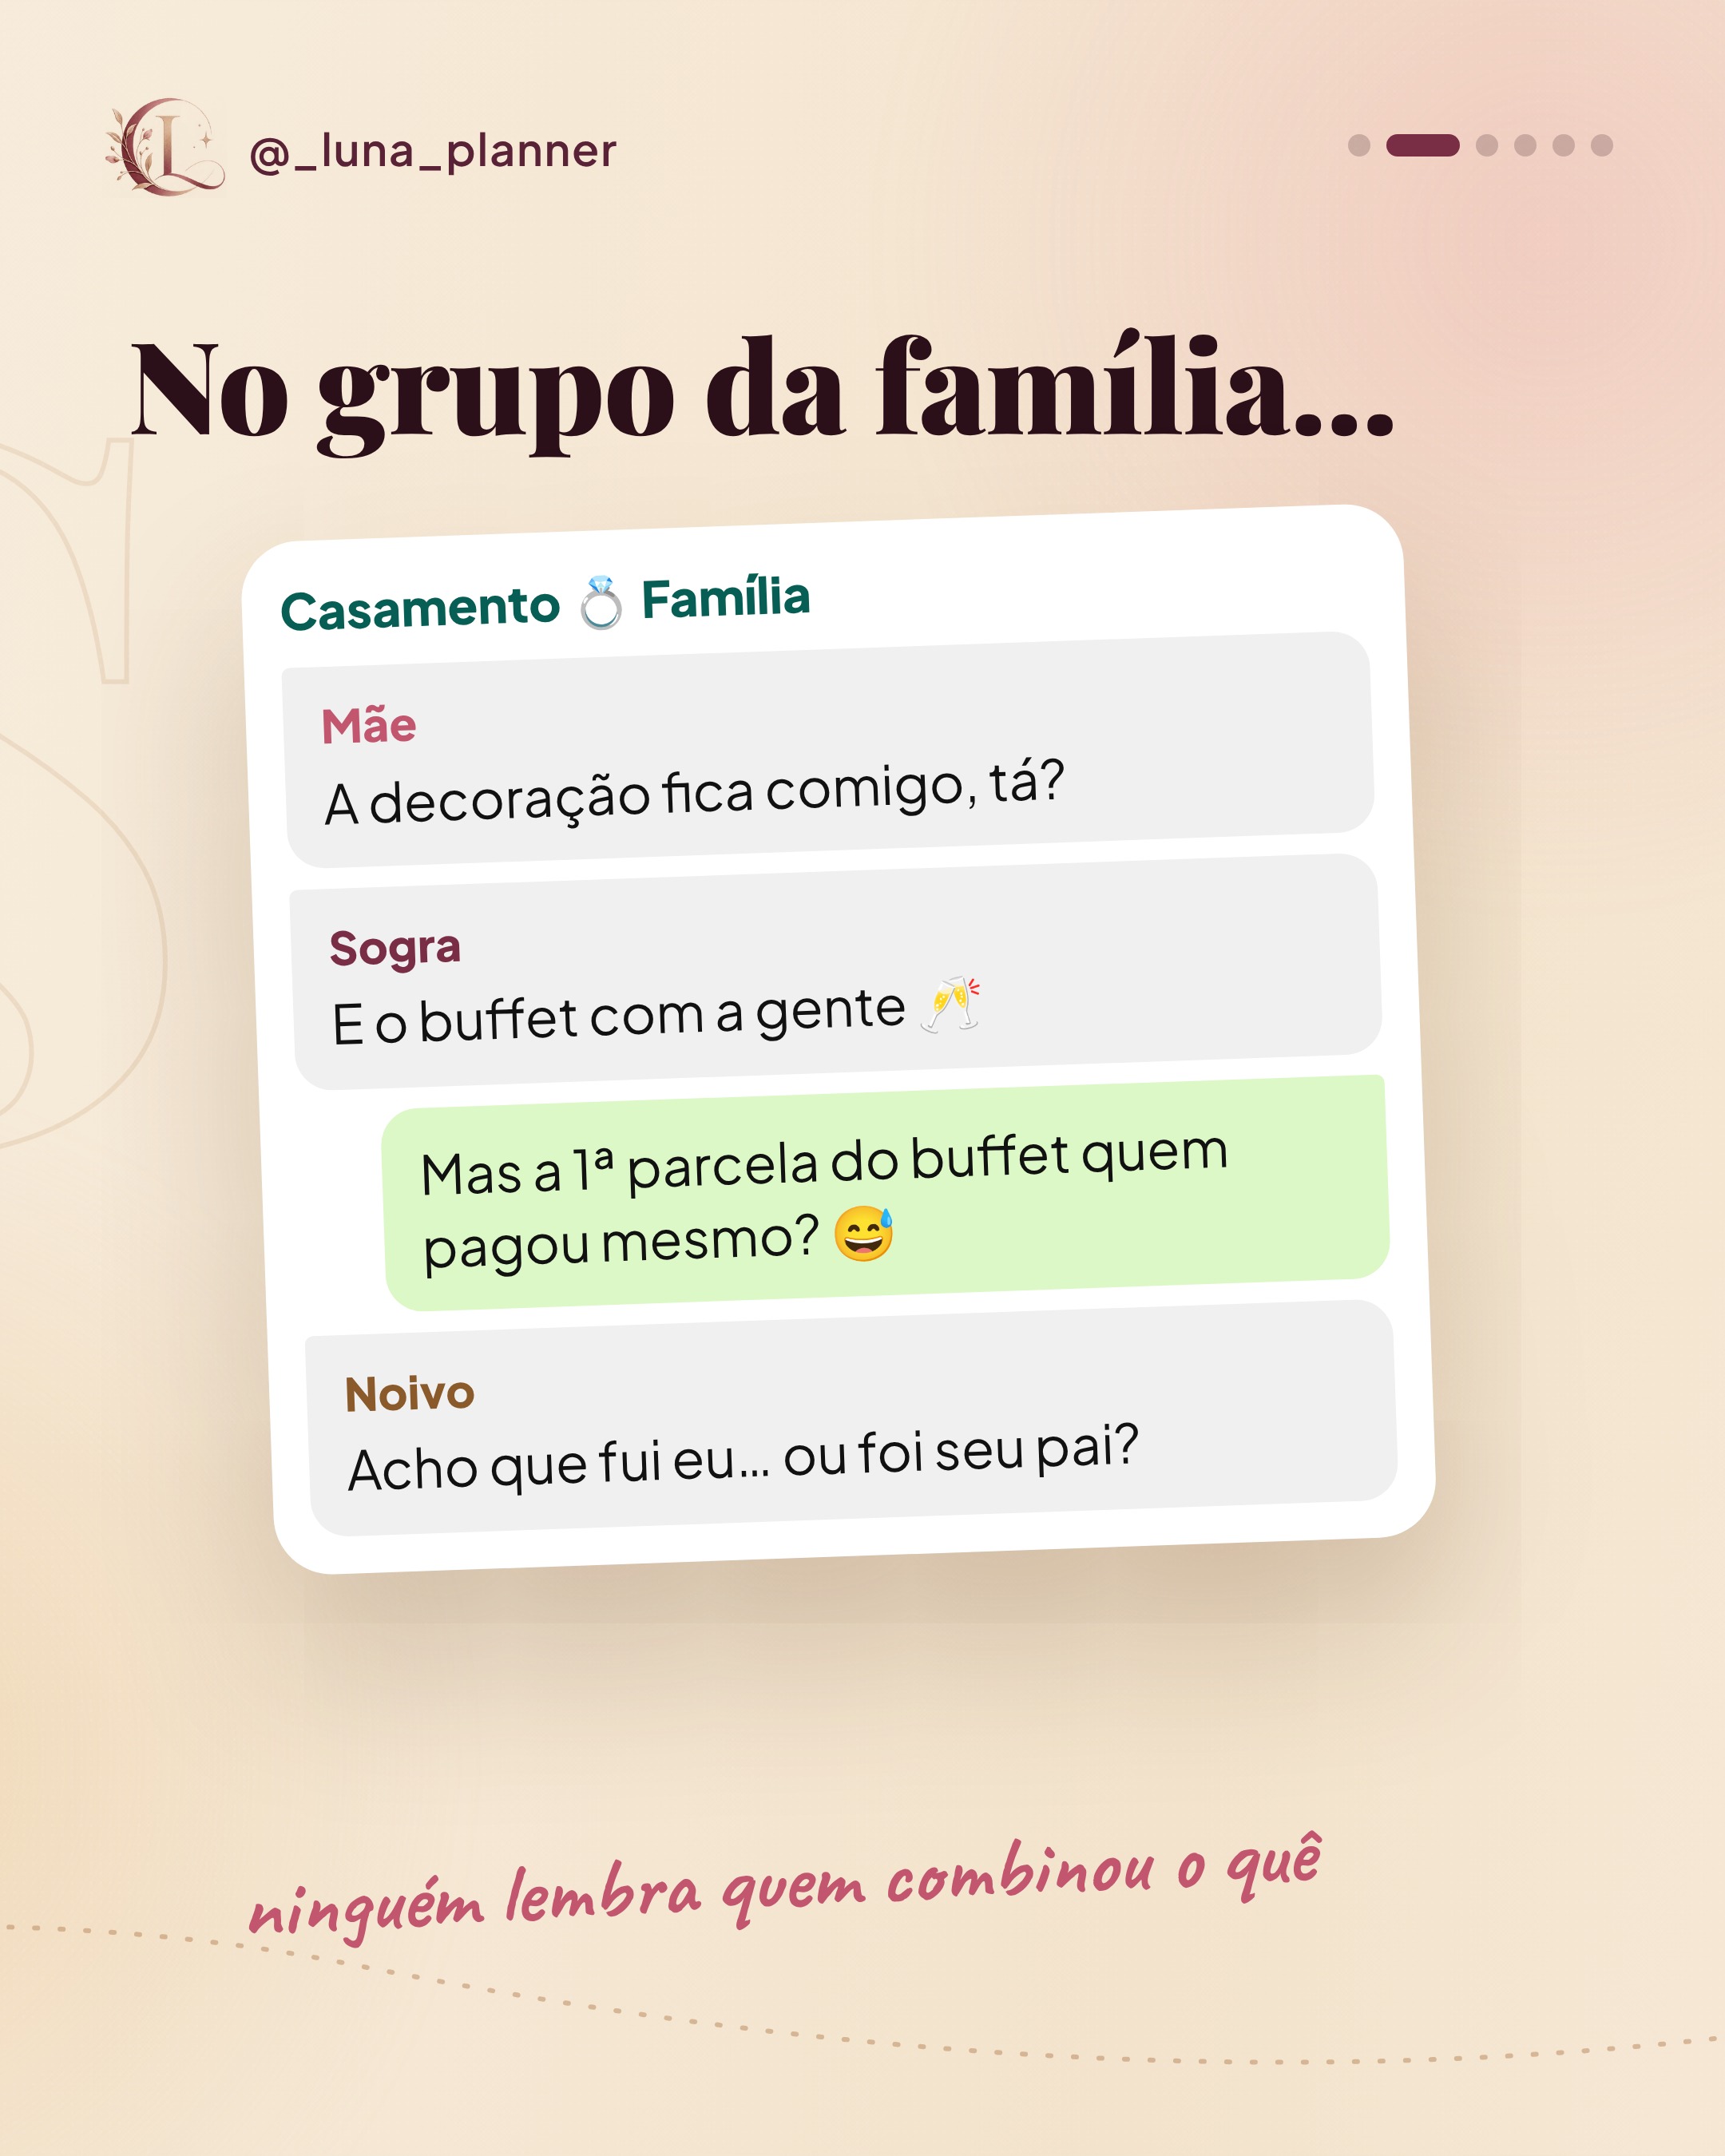 L
@_luna_planner
No grupo da família...
Casamento 💍 Família
Mãe
A decoração fica comigo, tá?
Sogra
E o buffet com a gente 🥂
Mas a 1ª parcela do buffet quem
pagou mesmo? 😅
Noivo
Acho que fui eu... ou foi seu pai?
ninguém lembra quem combinou o quê